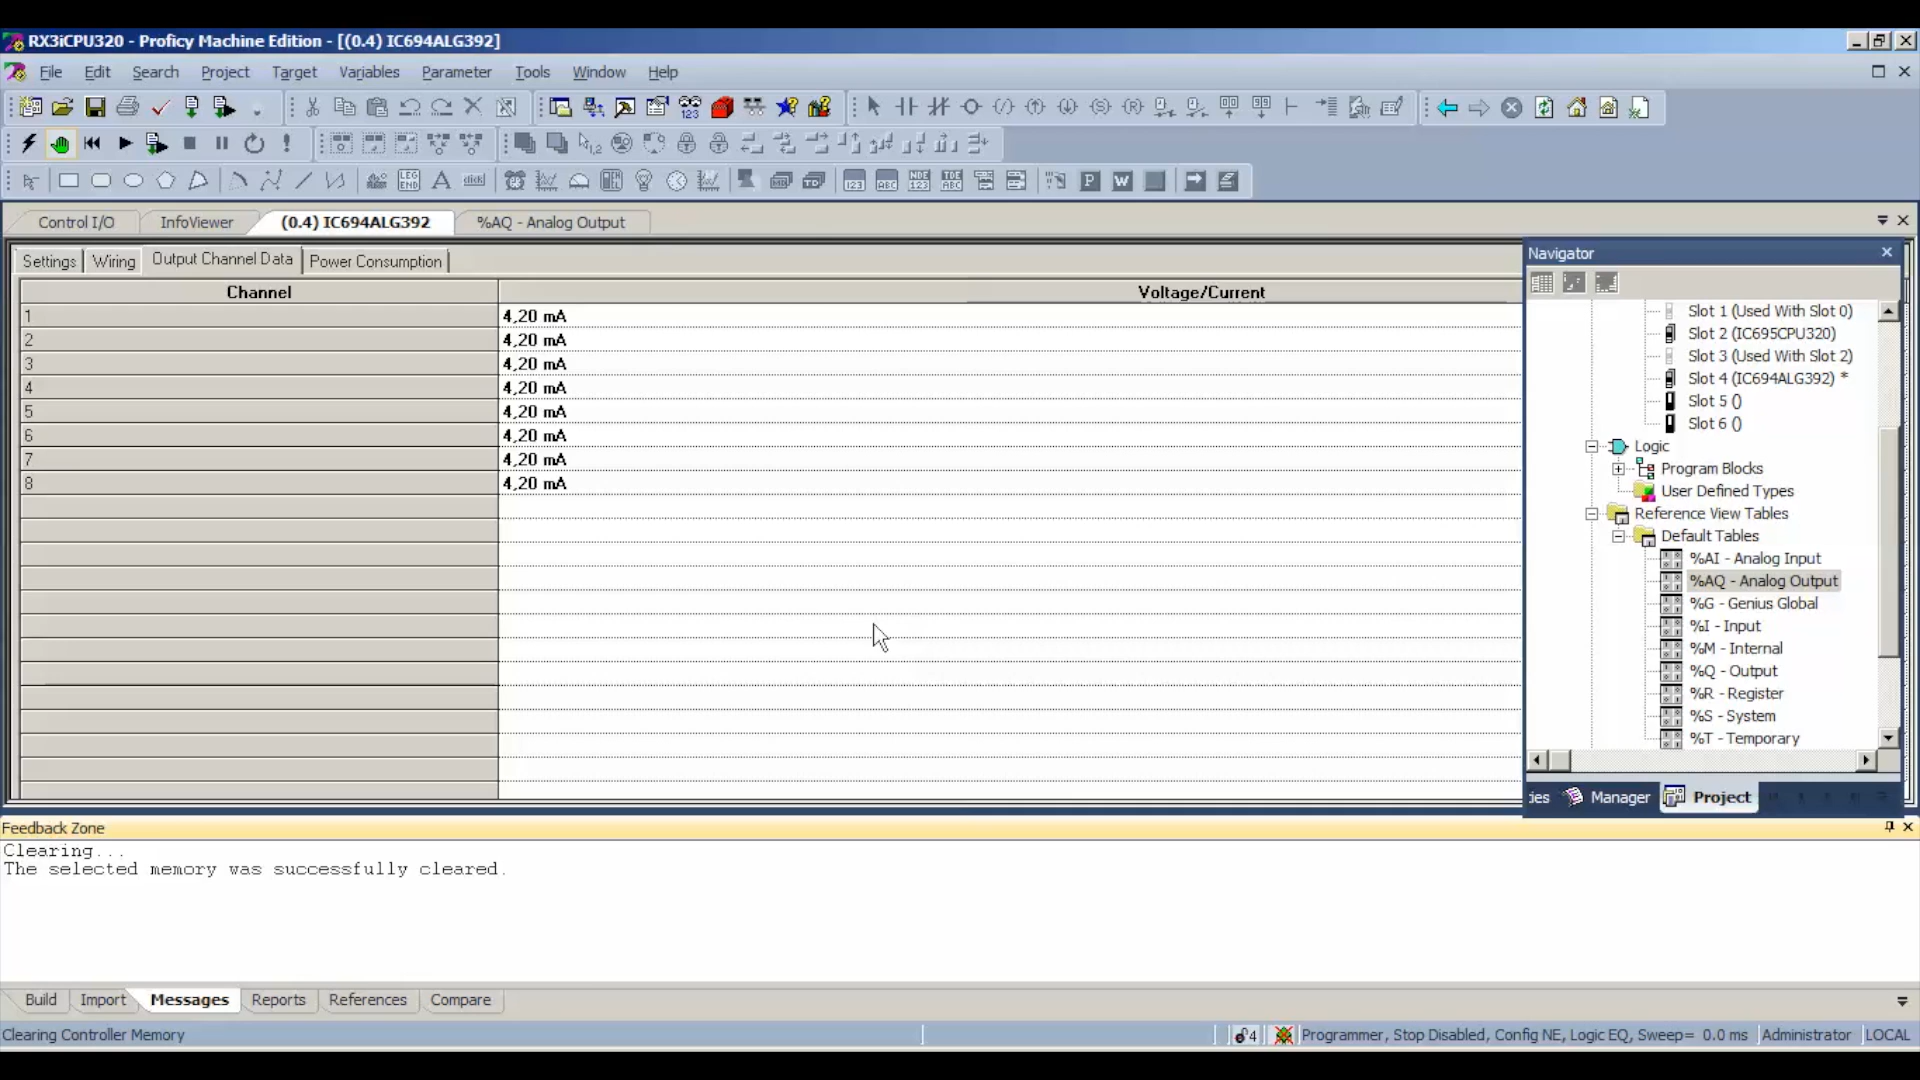 RX3iCPU320 - Proficy Machine Edition - [(0.4) IC694ALG392]
File Edit Search Project Target Variables Parameter Tools Window Help
Control I/O InfoViewer (0.4) IC694ALG392 %AQ - Analog Output
Settings Wiring Output Channel Data Power Consumption
Channel Voltage/Current
1 4,20 mA
2 4,20 mA
3 4,20 mA
4 4,20 mA
5 4,20 mA
6 4,20 mA
7 4,20 mA
8 4,20 mA
Navigator
Slot 1 (Used With Slot 0)
Slot 2 (IC695CPU320)
Slot 3 (Used With Slot 2)
Slot 4 (IC694ALG392) *
Slot 5 ()
Slot 6 ()
Logic
Program Blocks
User Defined Types
Reference View Tables
Default Tables
%AI - Analog Input
%AQ - Analog Output
%G - Genius Global
%I - Input
%M - Internal
%Q - Output
%R - Register
%S - System
%T - Temporary
ies Manager Project
Feedback Zone
Clearing...
The selected memory was successfully cleared.
Build Import Messages Reports References Compare
Clearing Controller Memory 4 Programmer, Stop Disabled, Config NE, Logic EQ, Sweep= 0.0 ms Administrator LOCAL